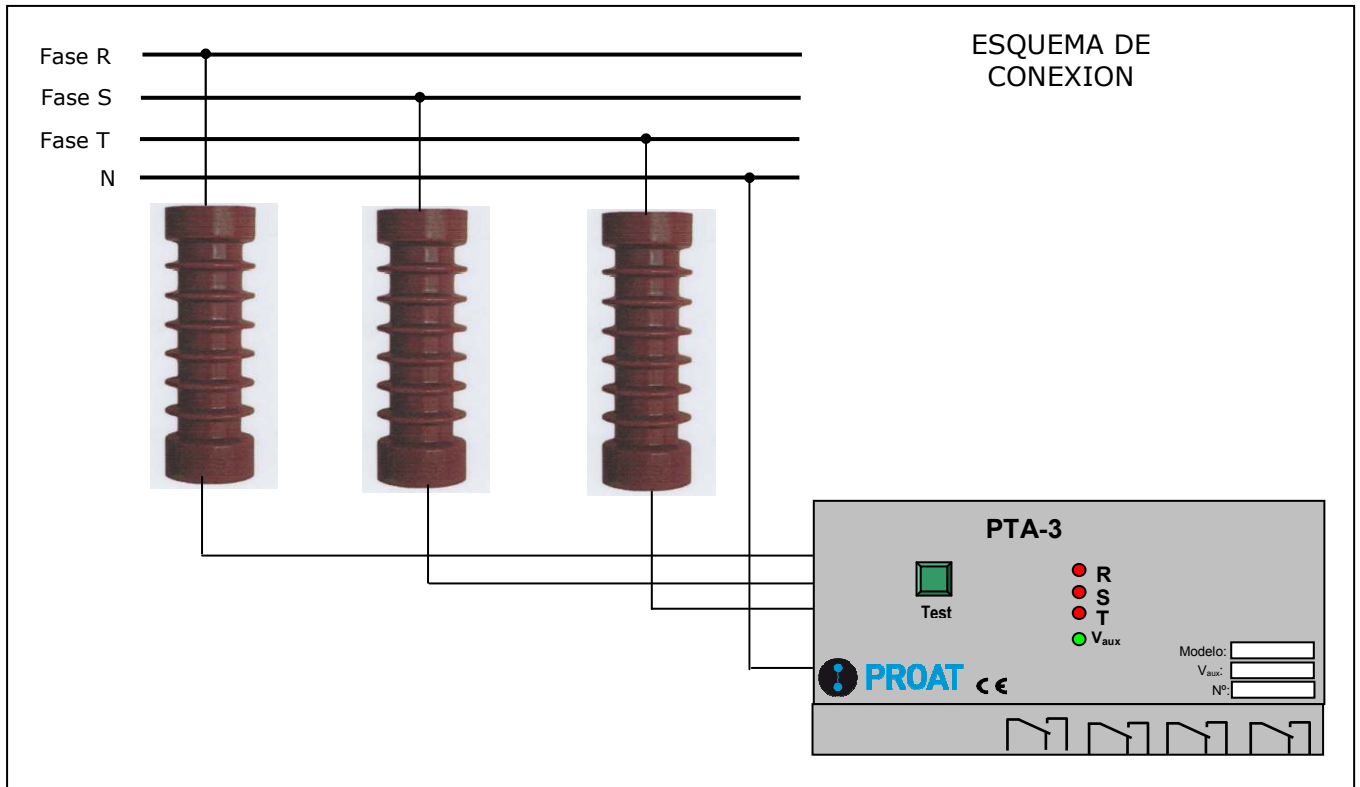 ESQUEMA DE
CONEXION
Fase R
Fase S
Fase T
N
PTA-3
Test
R
S
T
Vaux
Modelo:
Vaux:
Nº:
PROAT CE